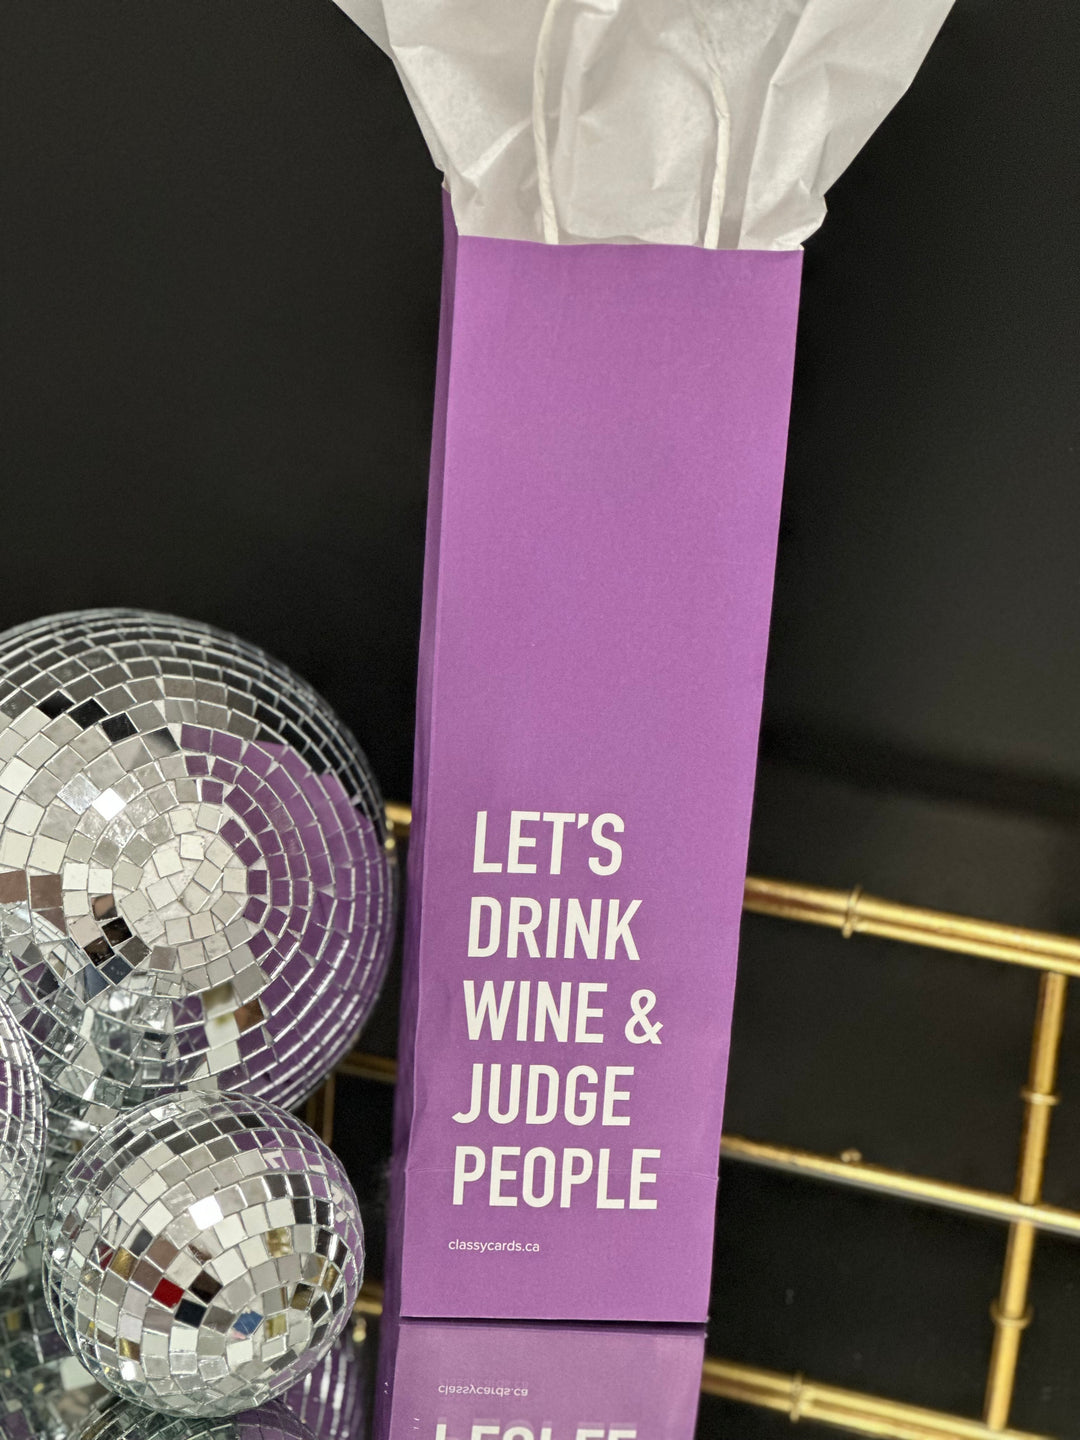 LET'S
DRINK
WINE &
JUDGE
PEOPLE
classycards.ca